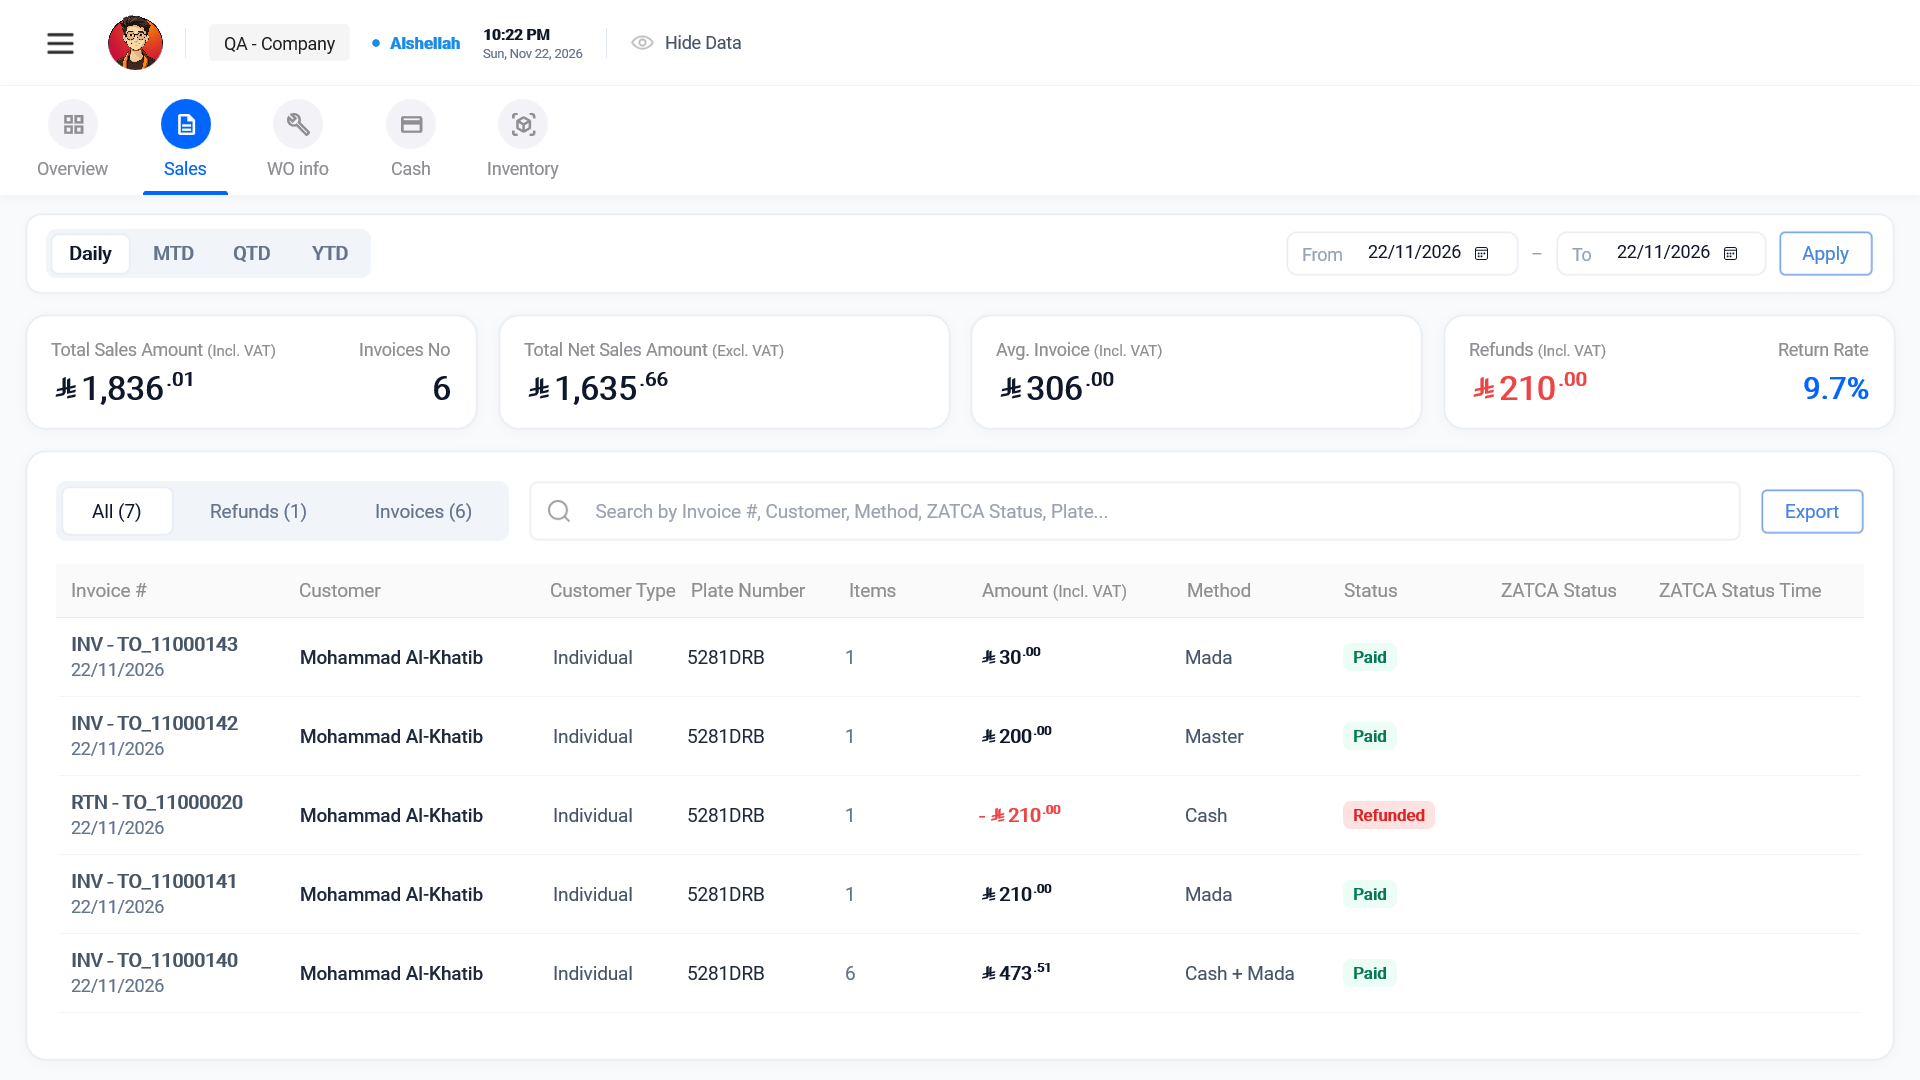 QA - Company
Alshellah
10:22 PM
Sun, Nov 22, 2026
Hide Data
Overview
Sales
WO info
Cash
Inventory
Daily MTD QTD YTD
From 22/11/2026 – To 22/11/2026 Apply
Total Sales Amount (Incl. VAT) Invoices No
1,836.01 6
Total Net Sales Amount (Excl. VAT)
1,635.66
Avg. Invoice (Incl. VAT)
306.00
Refunds (Incl. VAT) Return Rate
210.00 9.7%
All (7) Refunds (1) Invoices (6)
Search by Invoice #, Customer, Method, ZATCA Status, Plate...
Export
Invoice # Customer Customer Type Plate Number Items Amount (Incl. VAT) Method Status ZATCA Status ZATCA Status Time
INV - TO_11000143
22/11/2026
Mohammad Al-Khatib Individual 5281DRB 1 30.00 Mada Paid
INV - TO_11000142
22/11/2026
Mohammad Al-Khatib Individual 5281DRB 1 200.00 Master Paid
RTN - TO_11000020
22/11/2026
Mohammad Al-Khatib Individual 5281DRB 1 - 210.00 Cash Refunded
INV - TO_11000141
22/11/2026
Mohammad Al-Khatib Individual 5281DRB 1 210.00 Mada Paid
INV - TO_11000140
22/11/2026
Mohammad Al-Khatib Individual 5281DRB 6 473.51 Cash + Mada Paid